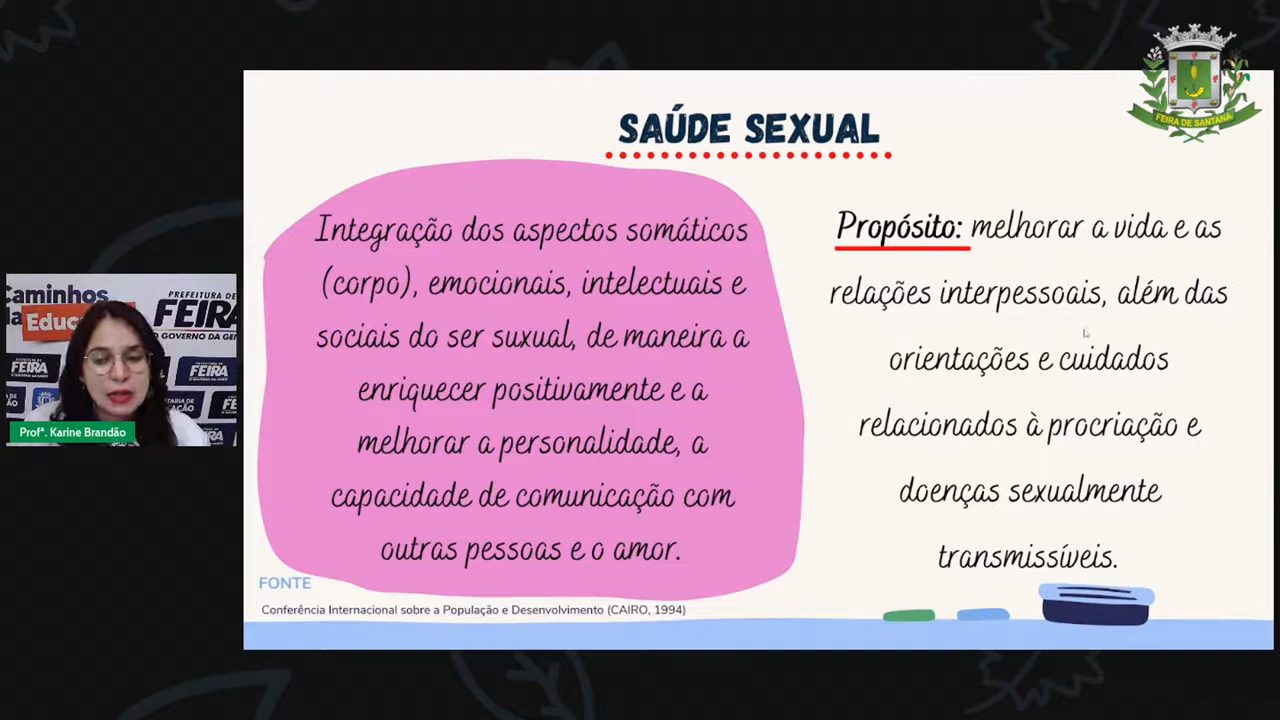 SAÚDE SEXUAL
FEIRA DE SANTANA
Integração dos aspectos somáticos
(corpo), emocionais, intelectuais e
sociais do ser suxual, de maneira a
enriquecer positivamente e a
melhorar a personalidade, a
capacidade de comunicação com
outras pessoas e o amor.
Propósito: melhorar a vida e as
relações interpessoais, além das
orientações e cuidados
relacionados à procriação e
doenças sexualmente
transmissíveis.
FONTE
Conferência Internacional sobre a População e Desenvolvimento (CAIRO, 1994)
Caminhos
da Educ
PREFEITURA DE
FEIRA
O GOVERNO DA GEN
FEIRA
FEIRA
Profª. Karine Brandão